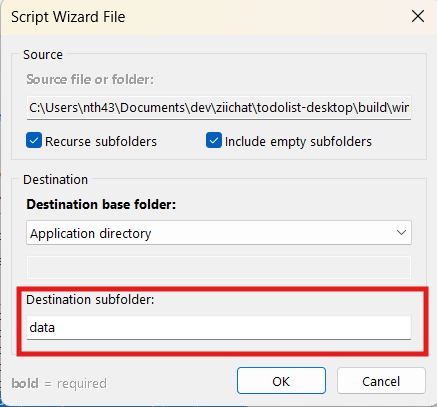 Script Wizard File
Source
Source file or folder:
C:\Users\nth43\Documents\dev\ziichat\todolist-desktop\build\win
Recurse subfolders
Include empty subfolders
Destination
Destination base folder:
Application directory
Destination subfolder:
data
bold = required
OK
Cancel